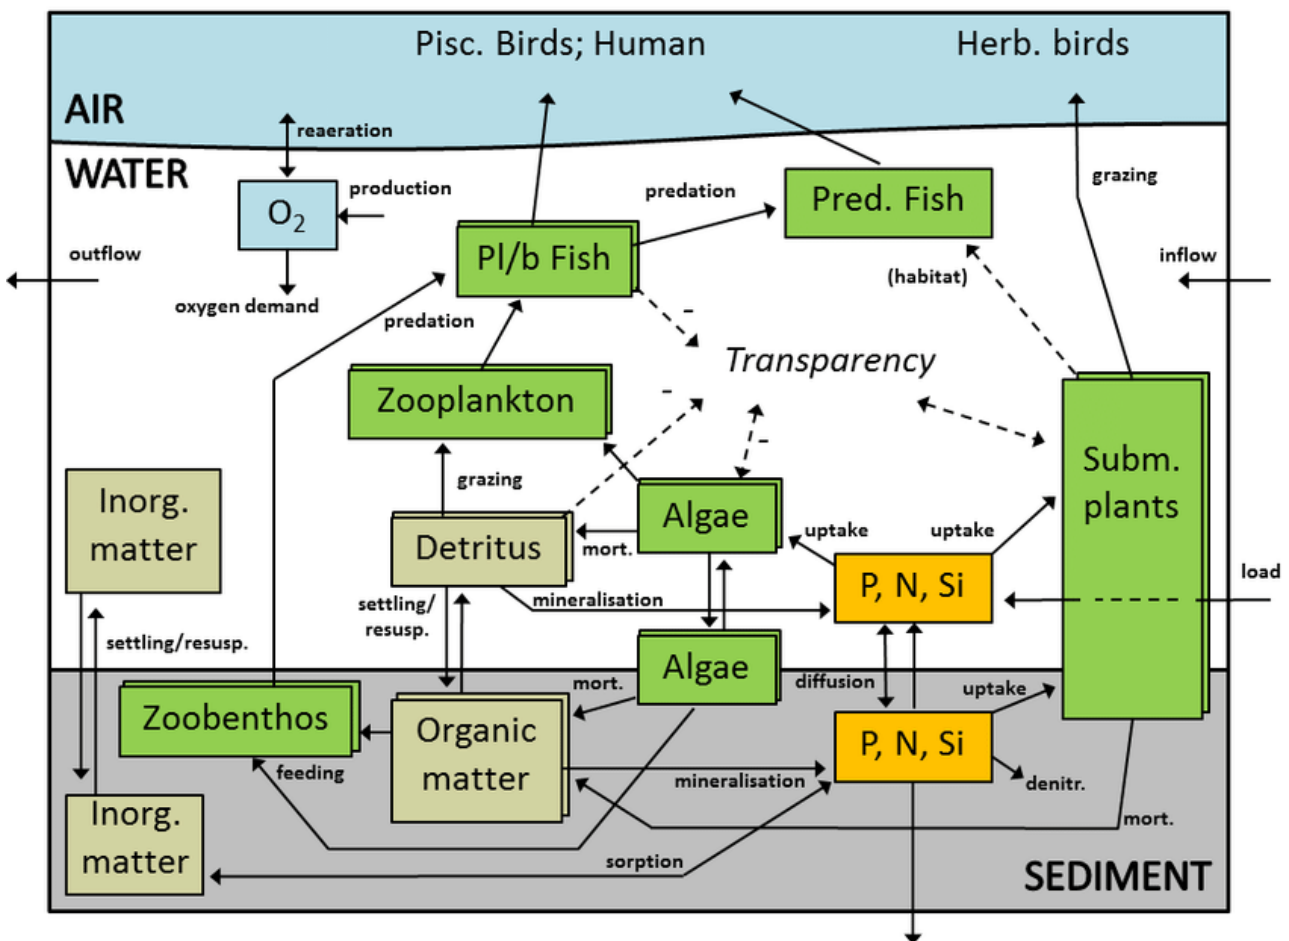 Pisc. Birds; Human
Herb. birds
AIR
reaeration
WATER
production
O₂
predation
Pred. Fish
grazing
outflow
Pl/b Fish
(habitat)
inflow
oxygen demand
predation
-
Transparency
Zooplankton
-
-
grazing
Subm.
plants
Inorg.
matter
Algae
Detritus
mort.
uptake
uptake
P, N, Si
load
settling/
resusp.
mineralisation
settling/resusp.
Algae
mort.
diffusion
uptake
Zoobenthos
Organic
matter
P, N, Si
feeding
mineralisation
denitr.
Inorg.
matter
mort.
sorption
SEDIMENT